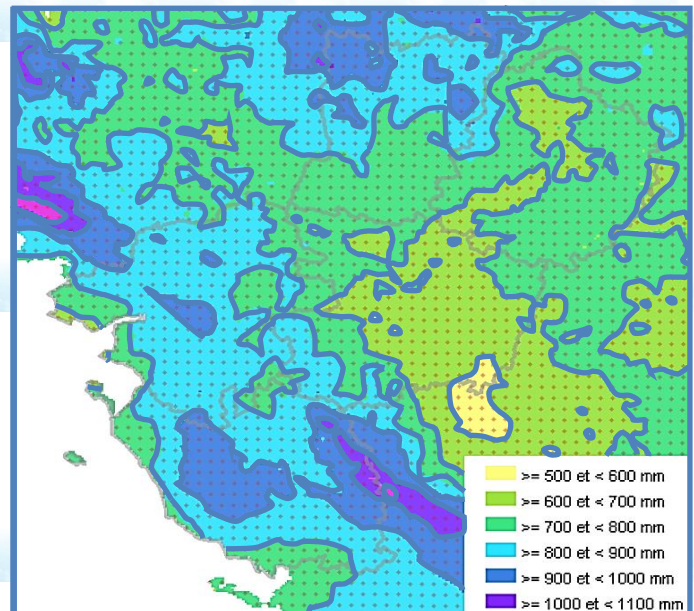 >= 500 et < 600 mm
>= 600 et < 700 mm
>= 700 et < 800 mm
>= 800 et < 900 mm
>= 900 et < 1000 mm
>= 1000 et < 1100 mm